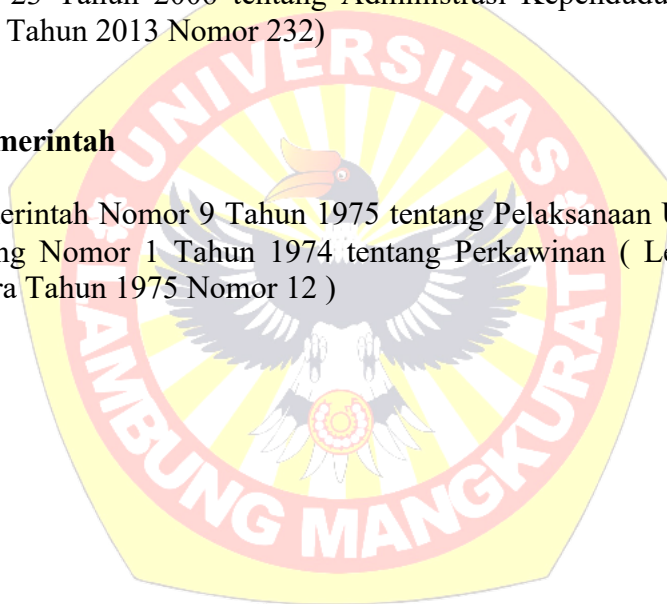 23 Tahun 2006 tentang Administrasi Kependudu
Tahun 2013 Nomor 232)
merintah
erintah Nomor 9 Tahun 1975 tentang Pelaksanaan U
ng Nomor 1 Tahun 1974 tentang Perkawinan ( Le
ra Tahun 1975 Nomor 12 )
UNIVERSITAS
LAMBUNG MANGKURAT